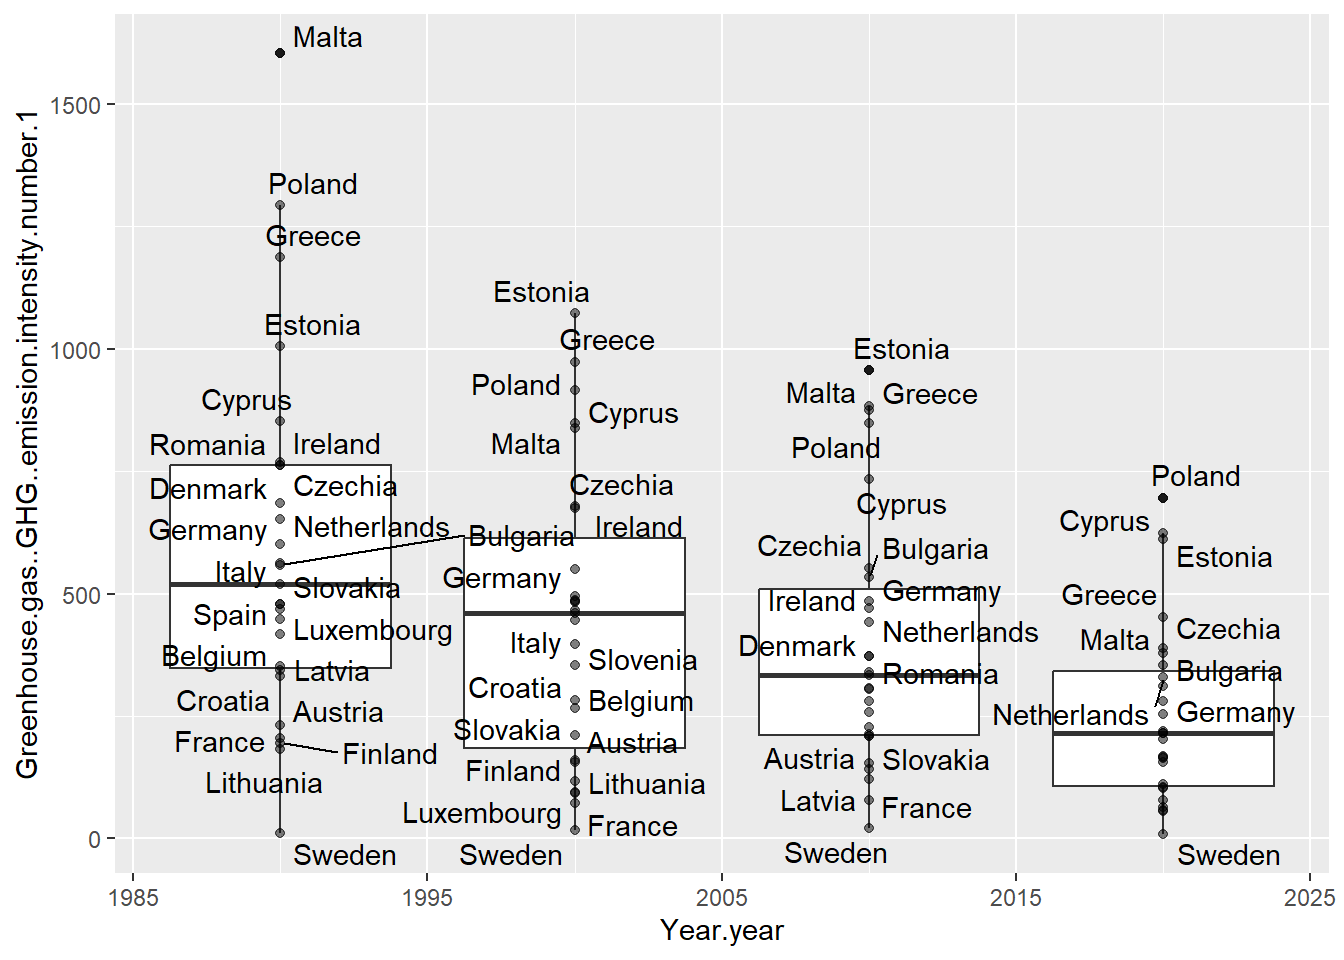 Greenhouse.gas..GHG..emission.intensity.number.1
1500
1000
500
0
Malta
Poland
Greece
Estonia
Cyprus
Romania
Ireland
Denmark
Czechia
Germany
Netherlands
Italy
Bulgaria
Slovakia
Spain
Luxembourg
Belgium
Latvia
Croatia
Austria
France
Finland
Lithuania
Sweden
Estonia
Greece
Poland
Cyprus
Malta
Czechia
Ireland
Germany
Italy
Slovenia
Croatia
Belgium
Slovakia
Austria
Finland
Lithuania
Luxembourg
France
Sweden
Estonia
Malta
Greece
Poland
Cyprus
Czechia
Bulgaria
Ireland
Germany
Denmark
Netherlands
Romania
Austria
Slovakia
Latvia
France
Sweden
Poland
Cyprus
Estonia
Greece
Malta
Czechia
Bulgaria
Netherlands
Germany
Sweden
1985
1995
2005
2015
2025
Year.year